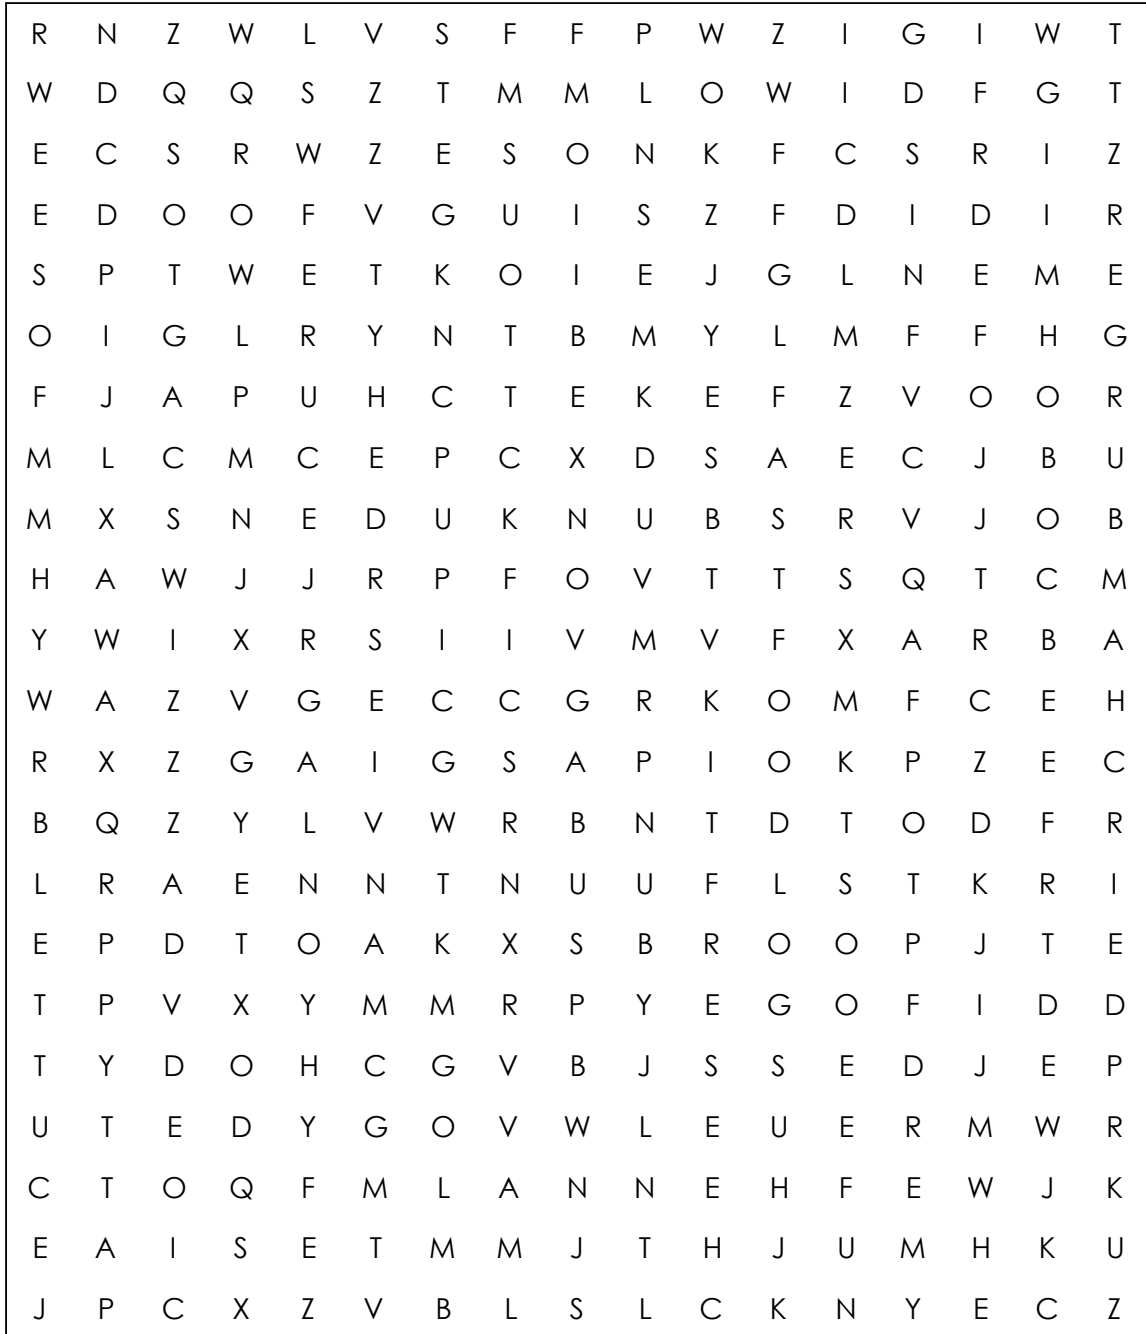 R N Z W L V S F F P W Z I G I W T
W D Q Q S Z T M M L O W I D F G T
E C S R W Z E S O N K F C S R I Z
E D O O F V G U I S Z F D I D I R
S P T W E T K O I E J G L N E M E
O I G L R Y N T B M Y L M F F H G
F J A P U H C T E K E F Z V O O R
M L C M C E P C X D S A E C J B U
M X S N E D U K N U B S R V J O B
H A W J J R P F O V T T S Q T C M
Y W I X R S I I V M V F X A R B A
W A Z V G E C C G R K O M F C E H
R X Z G A I G S A P I O K P Z E C
B Q Z Y L V W R B N T D T O D F R
L R A E N N T N U U F L S T K R I
E P D T O A K X S B R O O P J T E
T P V X Y M M R P Y E G O F I D D
T Y D O H C G V B J S S E D J E P
U T E D Y G O V W L E U E R M W R
C T O Q F M L A N N E H F E W J K
E A I S E T M M J T H J U M H K U
J P C X Z V B L S L C K N Y E C Z